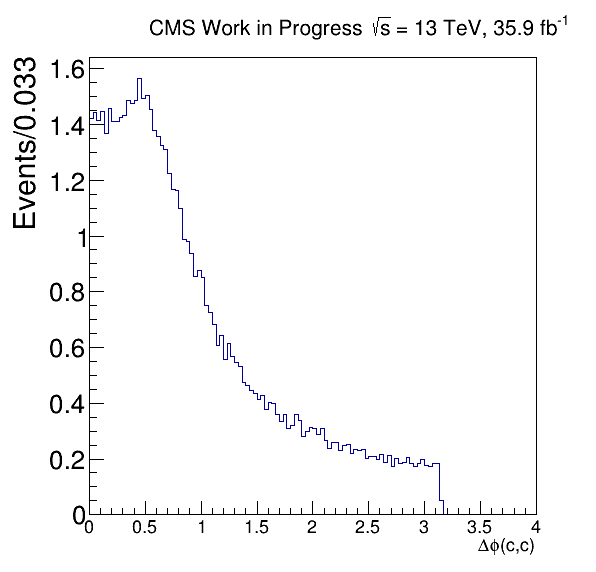 CMS Work in Progress √s = 13 TeV, 35.9 fb⁻¹
Events/0.033
1.6
1.4
1.2
1
0.8
0.6
0.4
0.2
0
0 0.5 1 1.5 2 2.5 3 3.5 4
Δϕ(c,c)